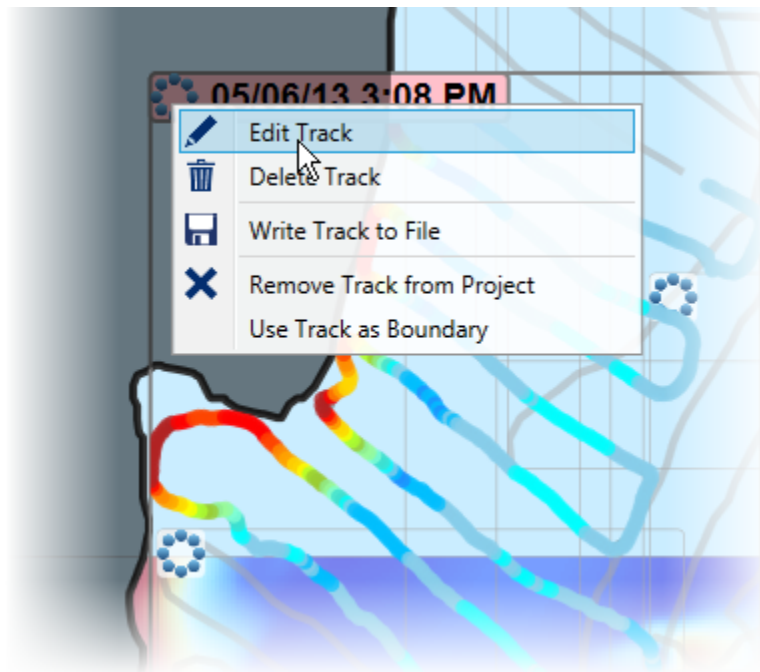 05/06/13 3:08 PM
Edit Track
Delete Track
Write Track to File
Remove Track from Project
Use Track as Boundary